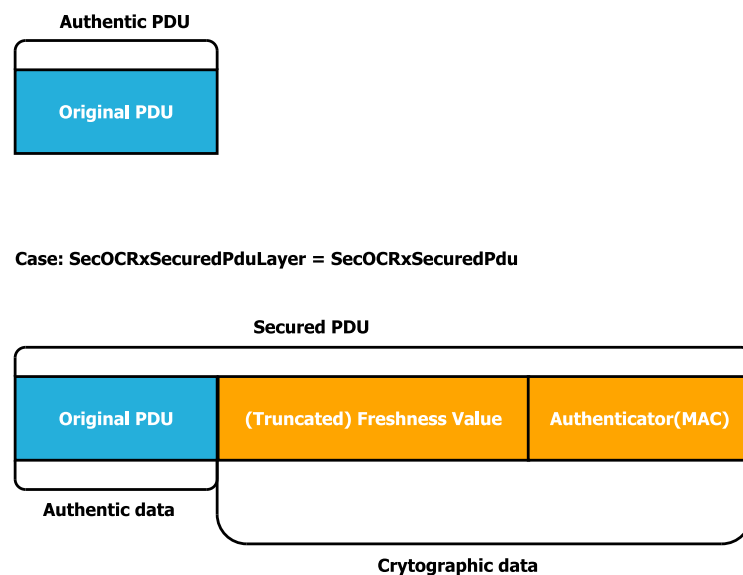 Authentic PDU
Original PDU
Case: SecOCRxSecuredPduLayer = SecOCRxSecuredPdu
Secured PDU
Original PDU
(Truncated) Freshness Value
Authenticator(MAC)
Authentic data
Crytographic data